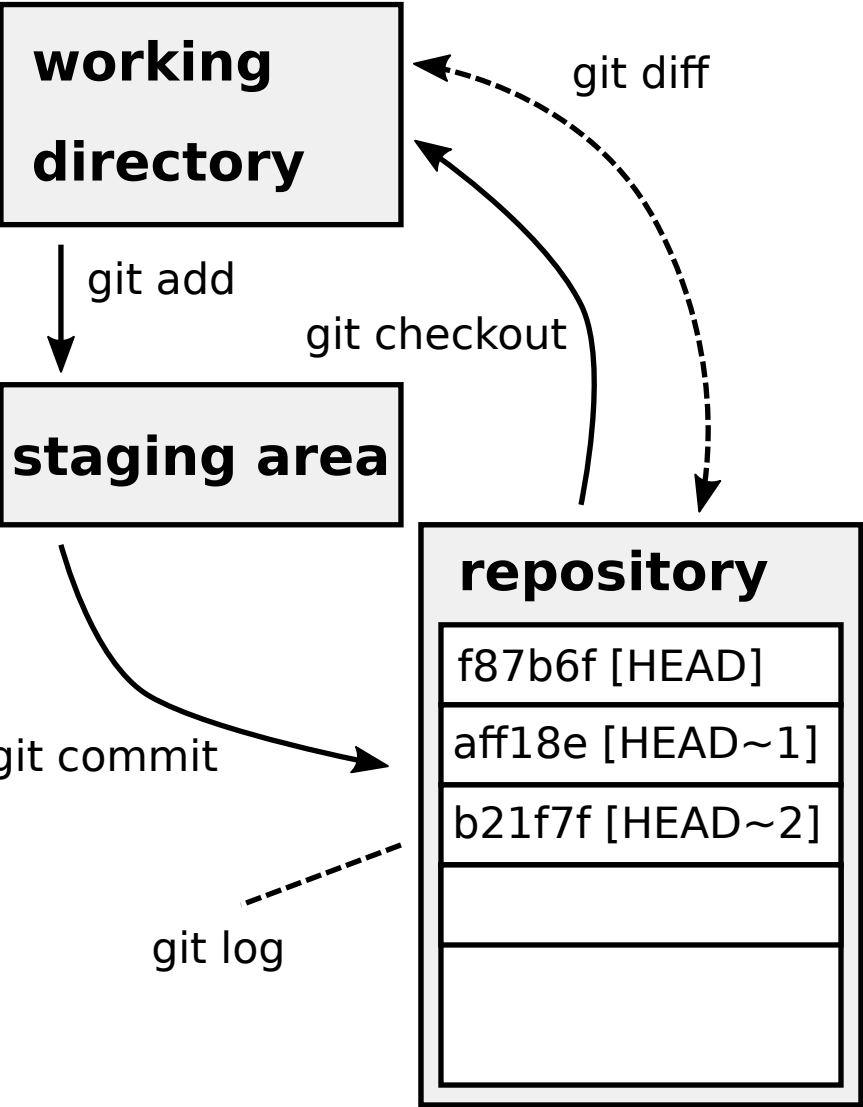 working
directory
git diff
git add
git checkout
staging area
repository
f87b6f [HEAD]
aff18e [HEAD~1]
b21f7f [HEAD~2]
git commit
git log